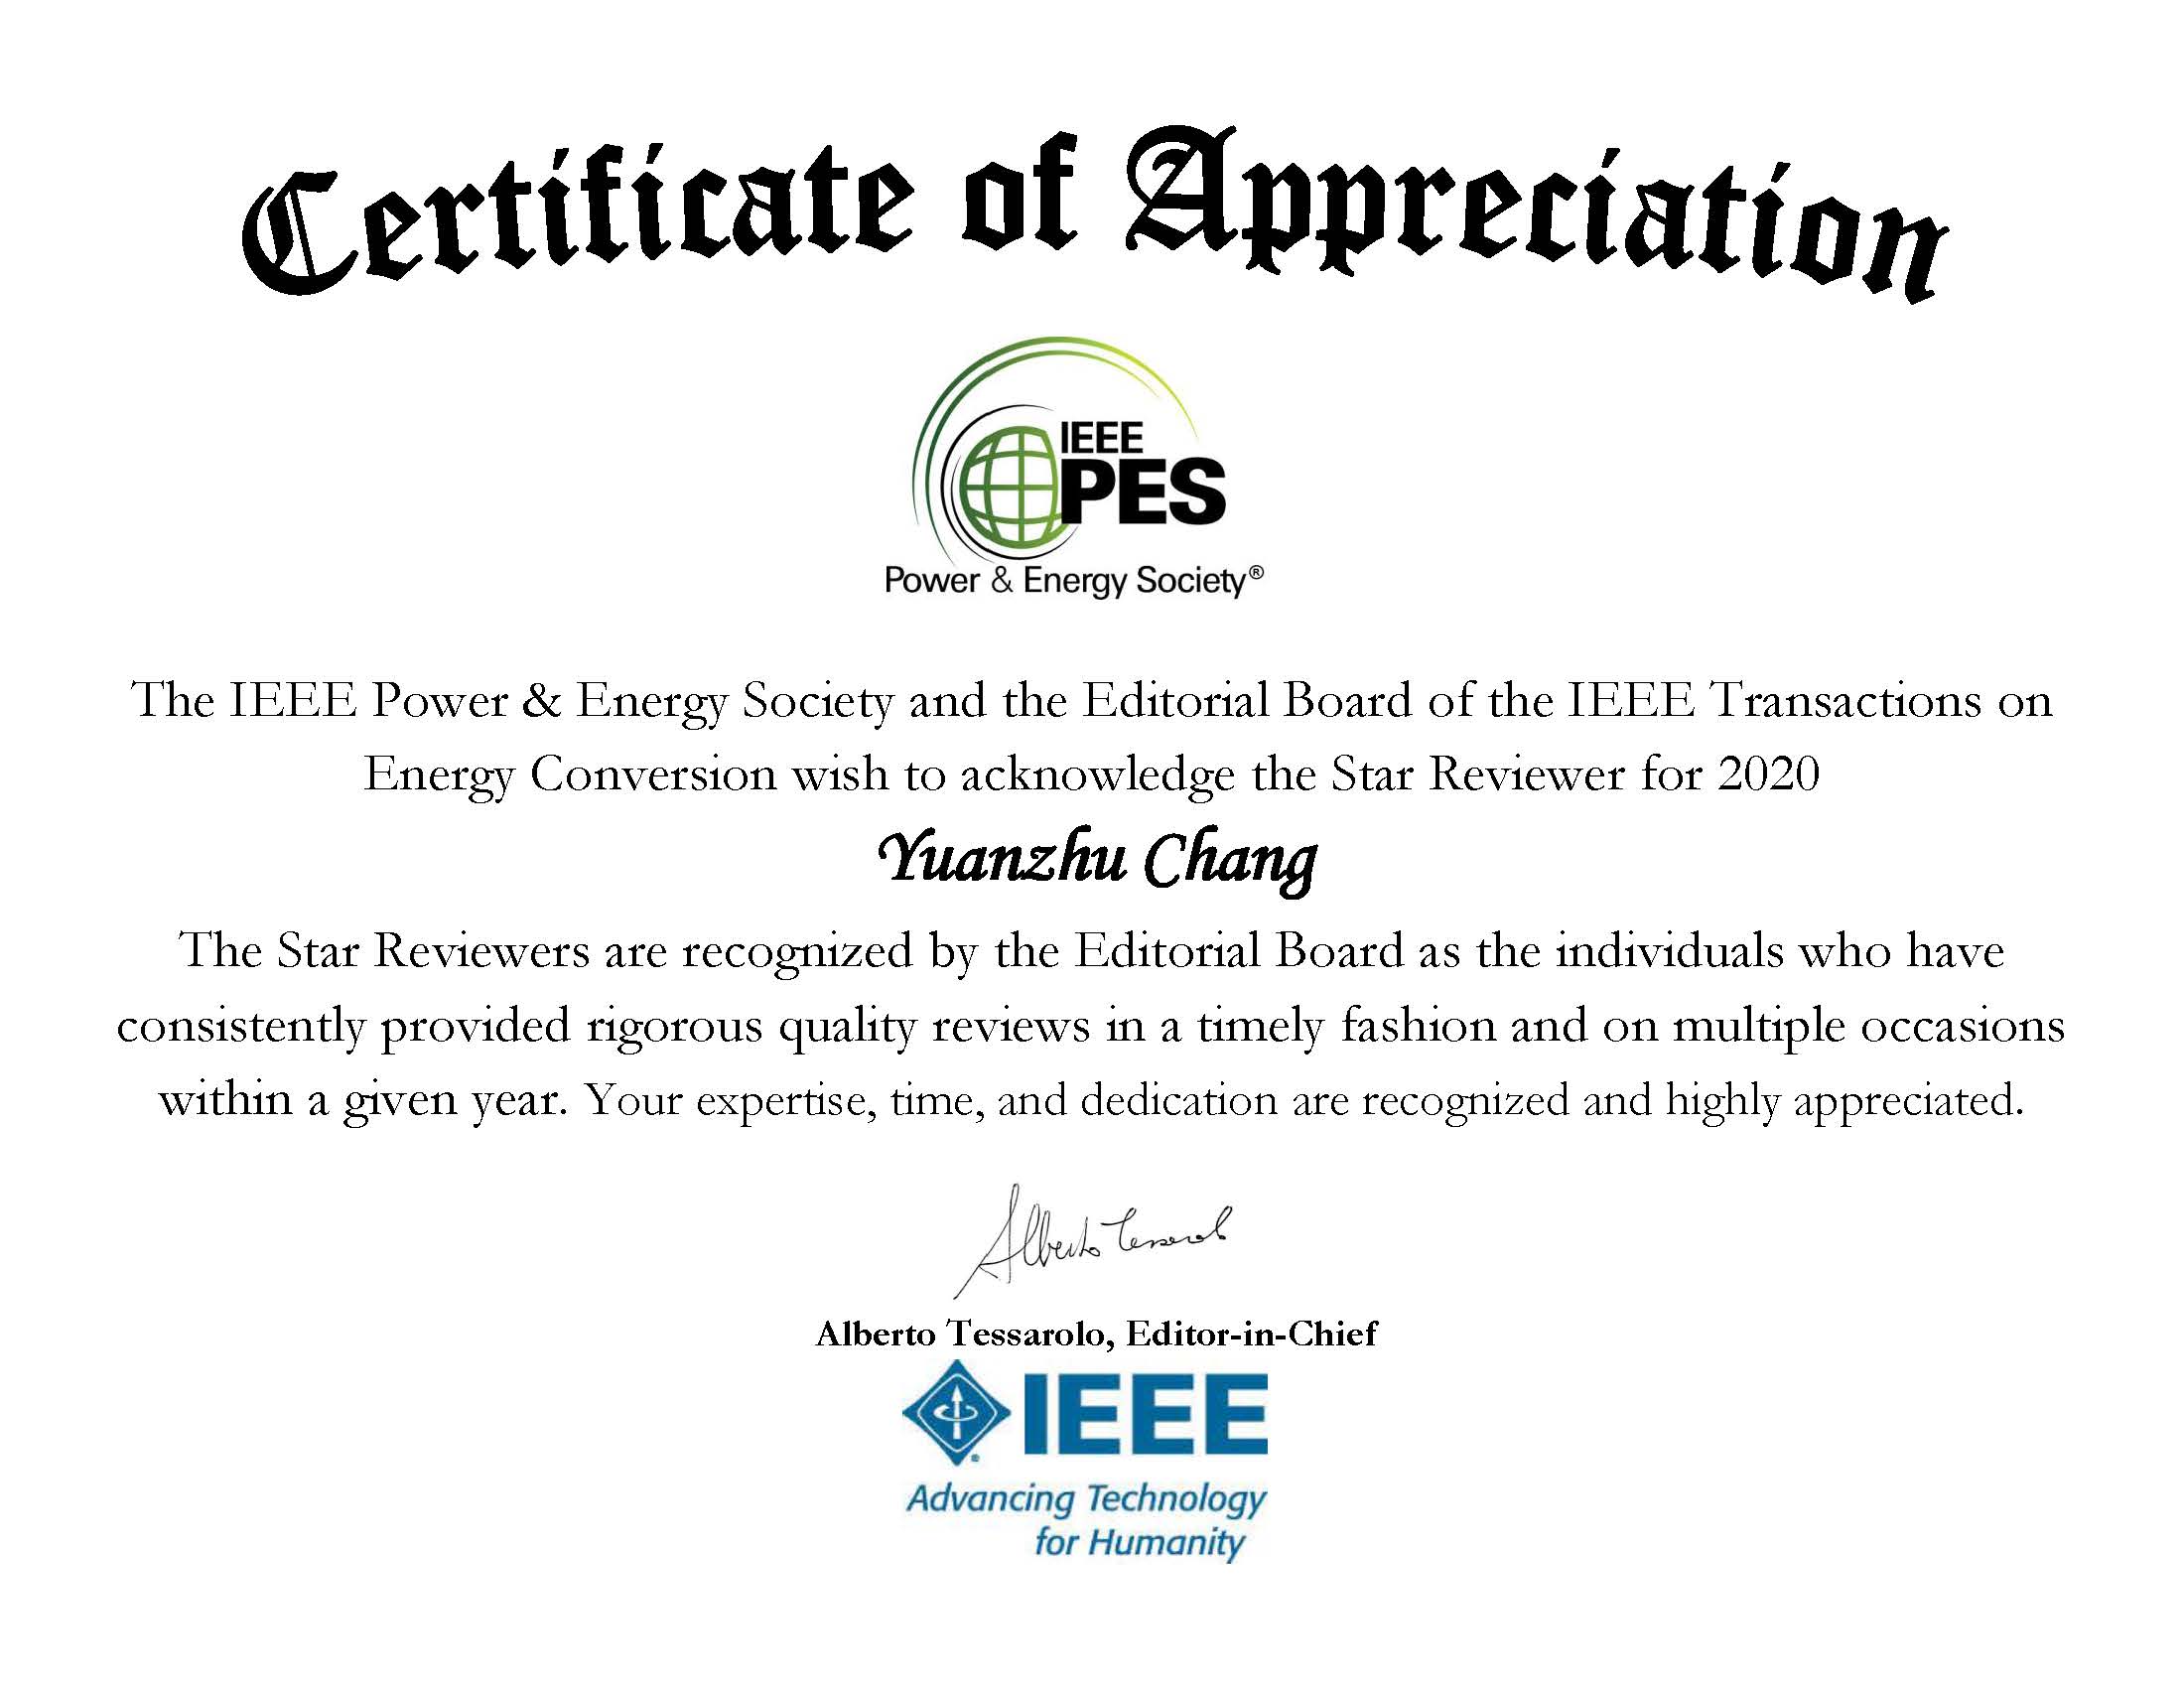 Certificate of Appreciation
IEEE
PES
Power & Energy Society®
The IEEE Power & Energy Society and the Editorial Board of the IEEE Transactions on
Energy Conversion wish to acknowledge the Star Reviewer for 2020
Yuanzhu Chang
The Star Reviewers are recognized by the Editorial Board as the individuals who have
consistently provided rigorous quality reviews in a timely fashion and on multiple occasions
within a given year. Your expertise, time, and dedication are recognized and highly appreciated.
Alberto Tessarolo
Alberto Tessarolo, Editor-in-Chief
IEEE
®
Advancing Technology
for Humanity